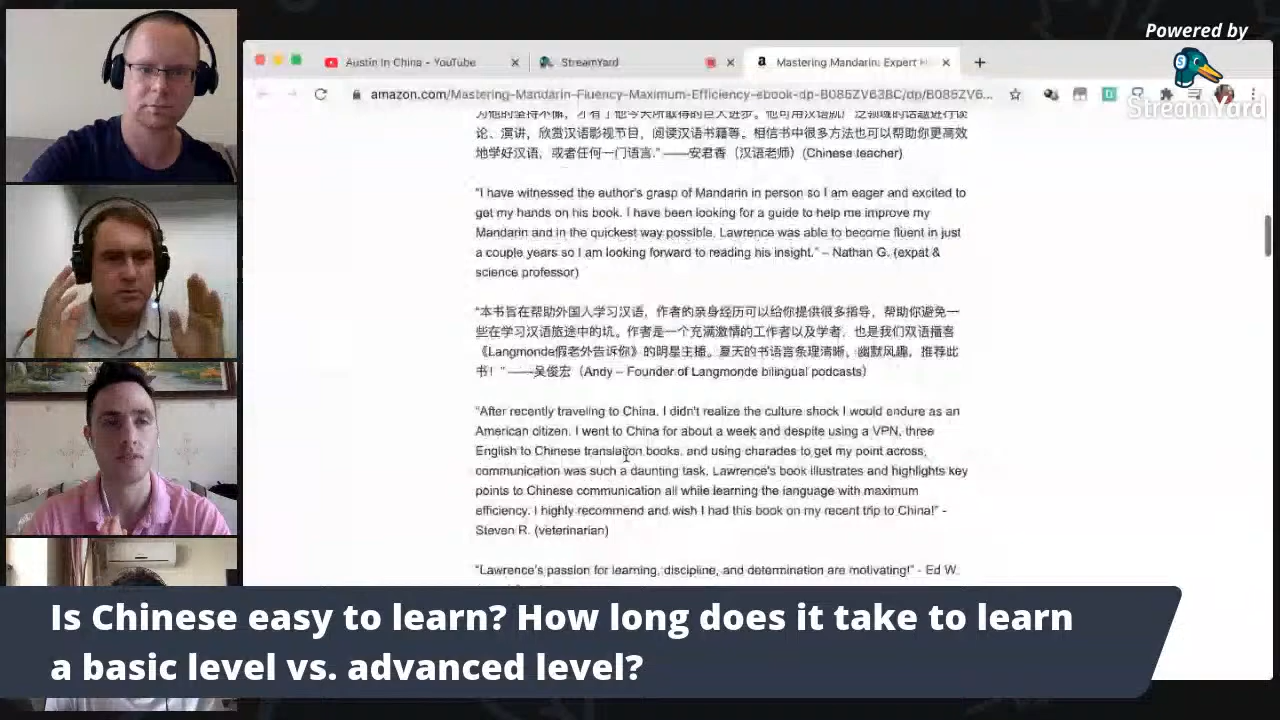 Powered by
StreamYard
Austin In China - YouTube
StreamYard
Mastering Mandarin: Expert H
amazon.com/Mastering-Mandarin-Fluency-Maximum-Efficiency-ebook-dp-B085ZV63BC/dp/B085ZV6...
论、演讲，欣赏汉语影视节目，阅读汉语书籍等。相信书中很多方法也可以帮助你更高效
地学好汉语，或者任何一门语言.” ——安君香（汉语老师）(Chinese teacher)
“I have witnessed the author's grasp of Mandarin in person so I am eager and excited to
get my hands on his book. I have been looking for a guide to help me improve my
Mandarin and in the quickest way possible. Lawrence was able to become fluent in just
a couple years so I am looking forward to reading his insight.” – Nathan G. (expat &
science professor)
“本书旨在帮助外国人学习汉语，作者的亲身经历可以给你提供很多指导，帮助你避免一
些在学习汉语旅途中的坑。作者是一个充满激情的工作者以及学者，也是我们双语播客
《Langmonde假老外告诉你》的明星主播。夏天的书语言条理清晰，幽默风趣，推荐此
书！” ——吴俊宏（Andy – Founder of Langmonde bilingual podcasts）
“After recently traveling to China, I didn't realize the culture shock I would endure as an
American citizen. I went to China for about a week and despite using a VPN, three
English to Chinese translation books, and using charades to get my point across,
communication was such a daunting task. Lawrence's book illustrates and highlights key
points to Chinese communication all while learning the language with maximum
efficiency. I highly recommend and wish I had this book on my recent trip to China!” -
Steven R. (veterinarian)
“Lawrence's passion for learning, discipline, and determination are motivating!” - Ed W.
Is Chinese easy to learn? How long does it take to learn
a basic level vs. advanced level?